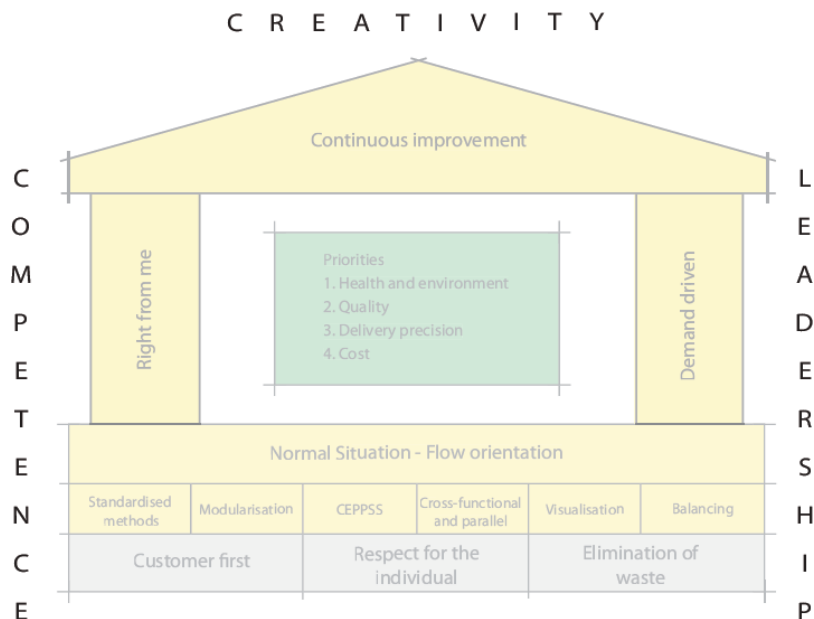 CREATIVITY
Continuous improvement
COMPETENCE
LEADERSHIP
Right from me
Priorities
1. Health and environment
2. Quality
3. Delivery precision
4. Cost
Demand driven
Normal Situation - Flow orientation
Standardised
methods
Modularisation
CEPPSS
Cross-functional
and parallel
Visualisation
Balancing
Customer first
Respect for the
individual
Elimination of
waste